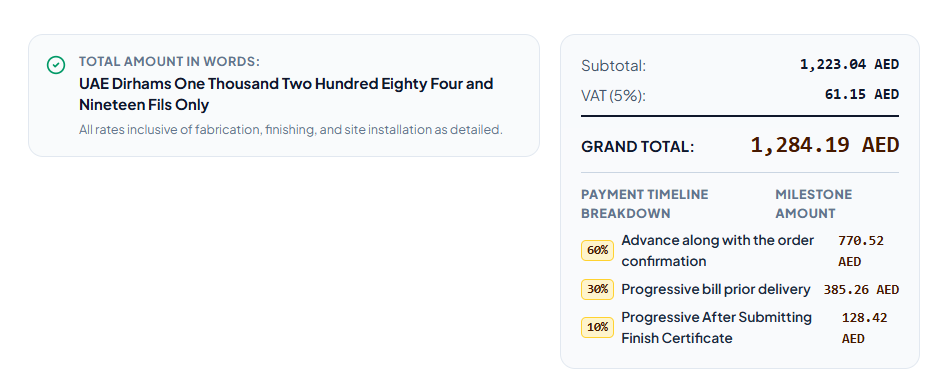 TOTAL AMOUNT IN WORDS:
UAE Dirhams One Thousand Two Hundred Eighty Four and
Nineteen Fils Only
All rates inclusive of fabrication, finishing, and site installation as detailed.
Subtotal: 1,223.04 AED
VAT (5%): 61.15 AED
GRAND TOTAL: 1,284.19 AED
PAYMENT TIMELINE MILESTONE
BREAKDOWN AMOUNT
60% Advance along with the order 770.52
confirmation AED
30% Progressive bill prior delivery 385.26 AED
10% Progressive After Submitting 128.42
Finish Certificate AED